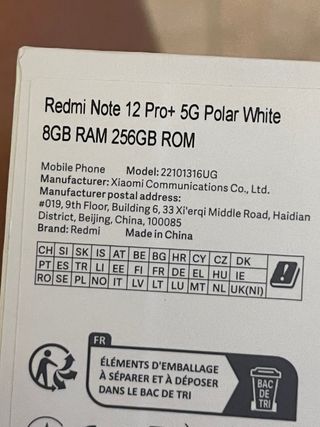 Redmi Note 12 Pro+ 5G Polar White
8GB RAM 256GB ROM
Mobile Phone Model: 22101316UG
Manufacturer: Xiaomi Communications Co., Ltd.
Manufacturer postal address:
#019, 9th Floor, Building 6, 33 Xi'erqi Middle Road, Haidian
District, Beijing, China, 100085
Brand: Redmi Made in China
CH SI SK IS AT BE BG HR CY CZ DK
PT ES TR LI EE FI FR DE EL HU IE
RO SE PL NO IT LV LT LU MT NL UK(NI)
FR
ÉLÉMENTS D'EMBALLAGE
À SÉPARER ET À DÉPOSER
DANS LE BAC DE TRI
BAC
DE
TRI